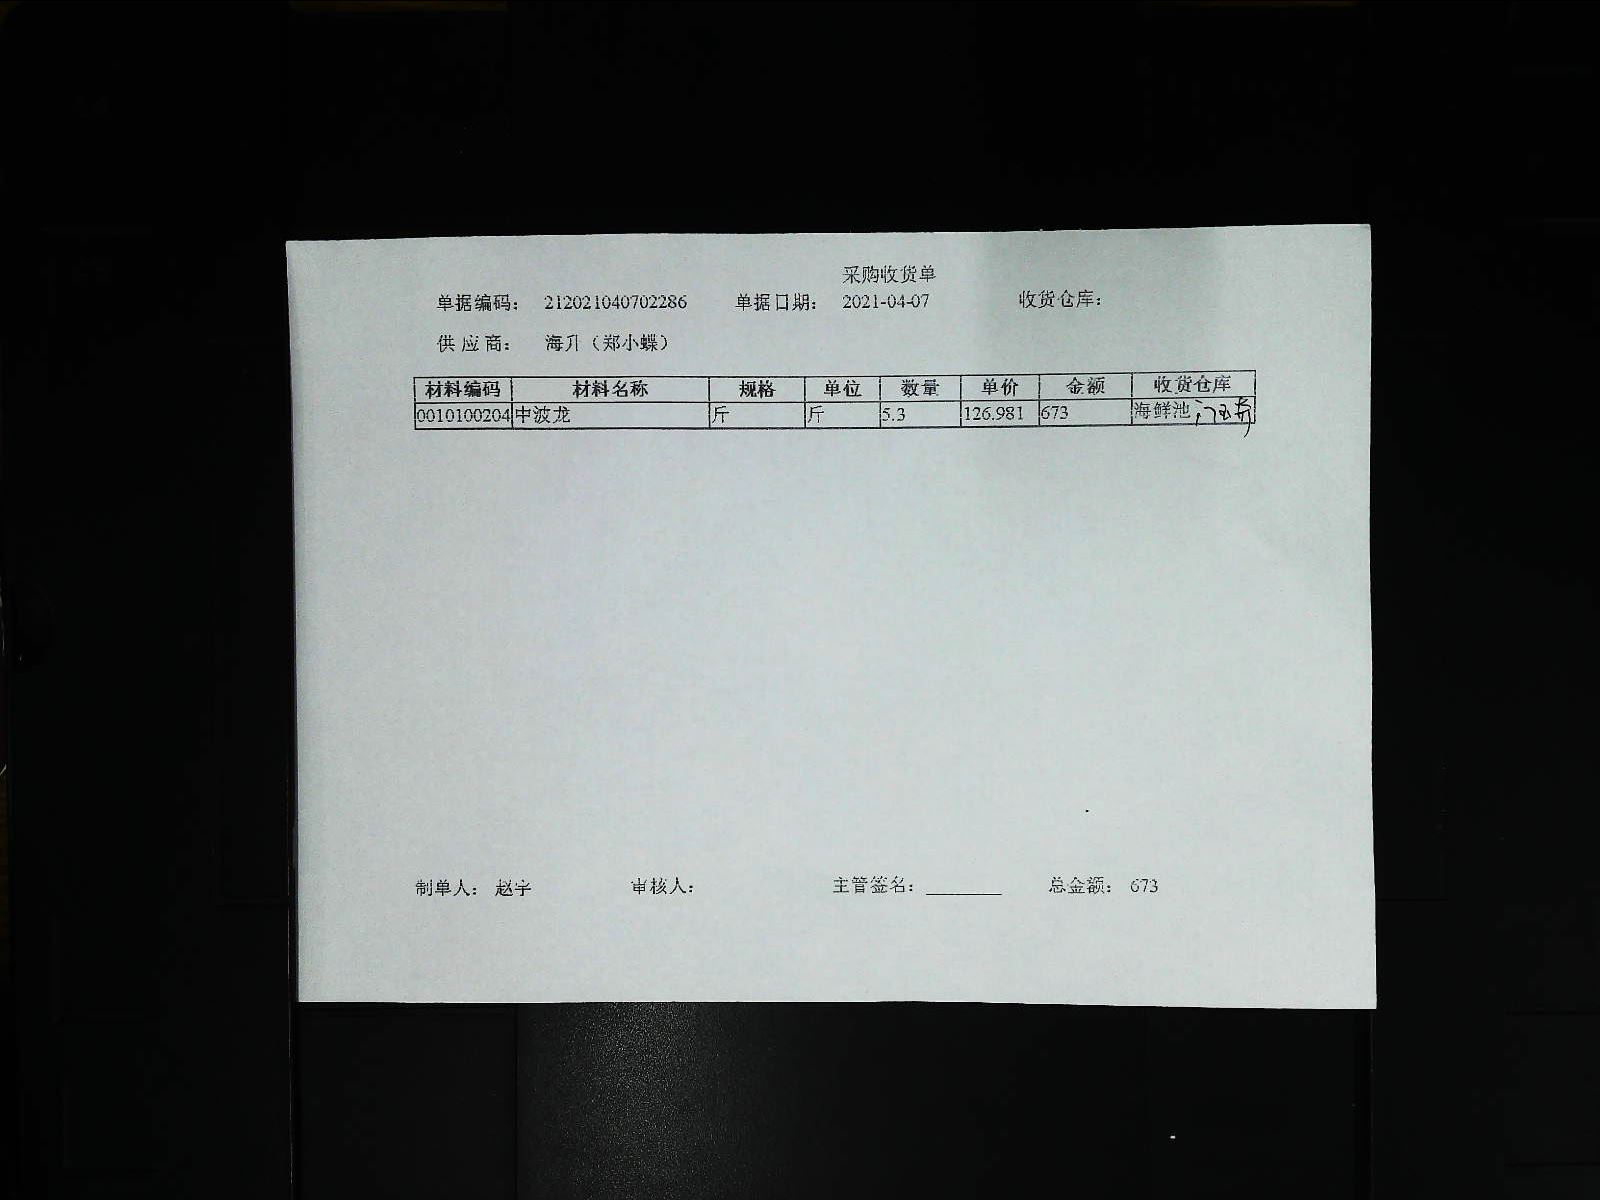 采购收货单
单据编码： 212021040702286 单据日期： 2021-04-07 收货仓库：
供 应 商： 海升（郑小蝶）
材料编码 材料名称 规格 单位 数量 单价 金额 收货仓库
0010100204 中波龙 斤 斤 5.3 126.981 673 海鲜池
制单人： 赵宇 审核人： 主管签名： ________ 总金额： 673